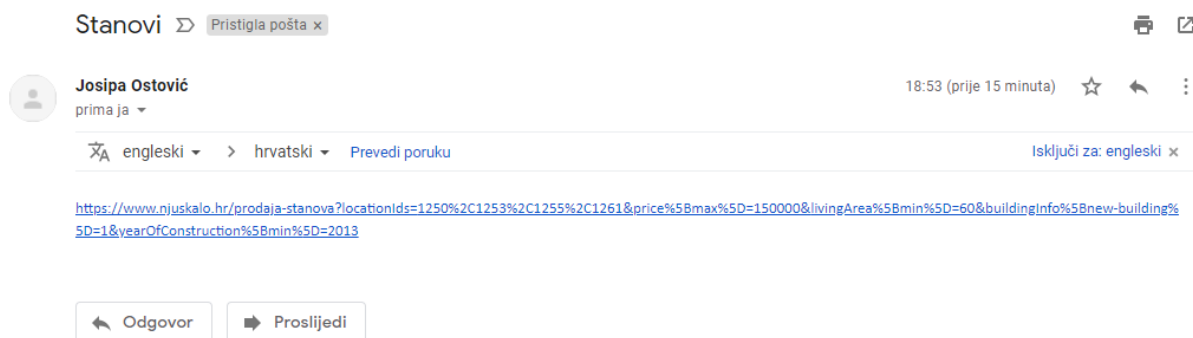 Stanovi Pristigla pošta ×
Josipa Ostović 18:53 (prije 15 minuta)
prima ja
engleski > hrvatski Prevedi poruku Isključi za: engleski ×
https://www.njuskalo.hr/prodaja-stanova?locationIds=1250%2C1253%2C1255%2C1261&price%5Bmax%5D=150000&livingArea%5Bmin%5D=60&buildingInfo%5Bnew-building%
5D=1&yearOfConstruction%5Bmin%5D=2013
Odgovor Proslijedi